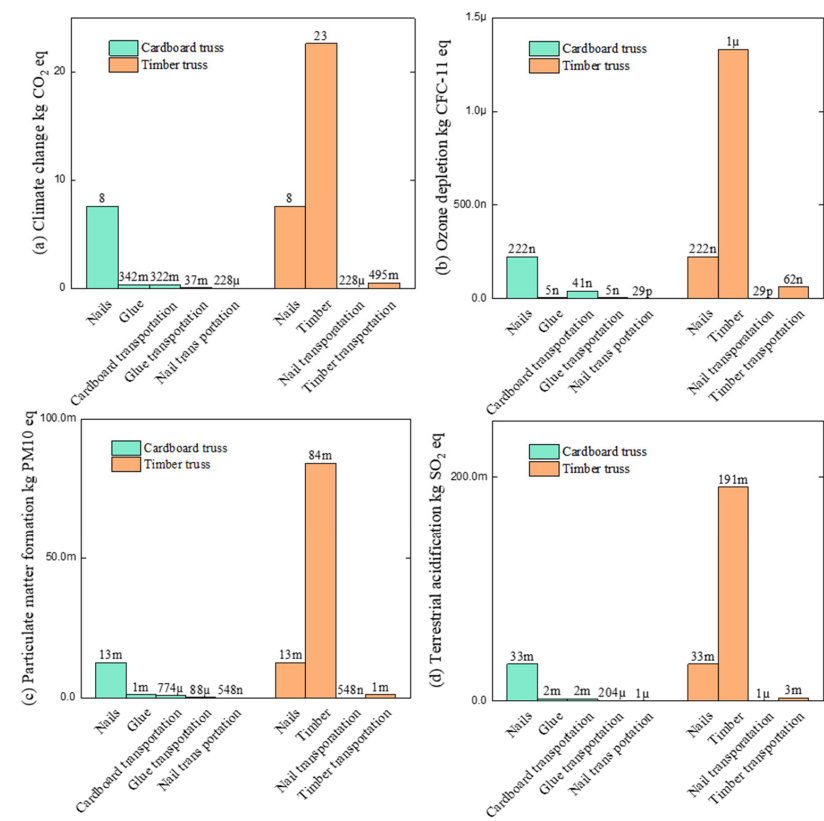 (a) Climate change kg CO2 eq
20
10
0
Cardboard truss
Timber truss
8
342m
322m
37m
228µ
8
23
228µ
495m
Nails
Glue
Cardboard transportation
Glue transportation
Nail trans portation
Nails
Timber
Nail transportation
Timber transportation
(b) Ozone depletion kg CFC-11 eq
1.5µ
1.0µ
500.0n
0.0
Cardboard truss
Timber truss
222n
5n
41n
5n
29p
222n
1µ
29p
62n
Nails
Glue
Cardboard transportation
Glue transportation
Nail trans portation
Nails
Timber
Nail transporatation
Timber transportation
(c) Particulate matter formation kg PM10 eq
100.0m
50.0m
0.0
Cardboard truss
Timber truss
13m
1m
774µ
88µ
548n
13m
84m
548n
1m
Nails
Glue
Cardboard transportation
Glue transportation
Nail trans portation
Nails
Timber
Nail transportation
Timber transportation
(d) Terrestrial acidification kg SO2 eq
200.0m
0.0
Cardboard truss
Timber truss
33m
2m
2m
204µ
1µ
33m
191m
1µ
3m
Nails
Glue
Cardboard transportation
Glue transportation
Nail trans portation
Nails
Timber
Nail transporatation
Timber transportation